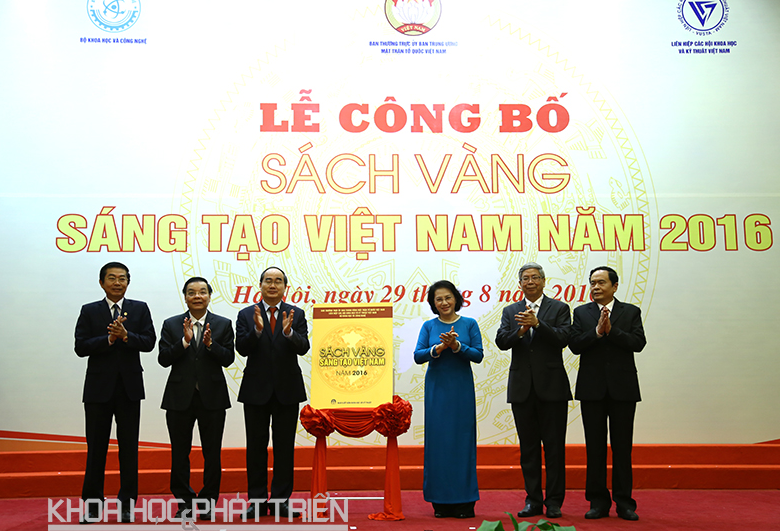 BỘ KHOA HỌC VÀ CÔNG NGHỆ
VIỆT NAM
BAN THƯỜNG TRỰC ỦY BAN TRUNG ƯƠNG
MẶT TRẬN TỔ QUỐC VIỆT NAM
VUSTA
LIÊN HIỆP CÁC HỘI KHOA HỌC
VÀ KỸ THUẬT VIỆT NAM
LỄ CÔNG BỐ
SÁCH VÀNG
SÁNG TẠO VIỆT NAM NĂM 2016
Hà Nội, ngày 29 tháng 8 năm 2016
SÁCH VÀNG
SÁNG TẠO VIỆT NAM
NĂM 2016
KHOA HỌC & PHÁT TRIỂN